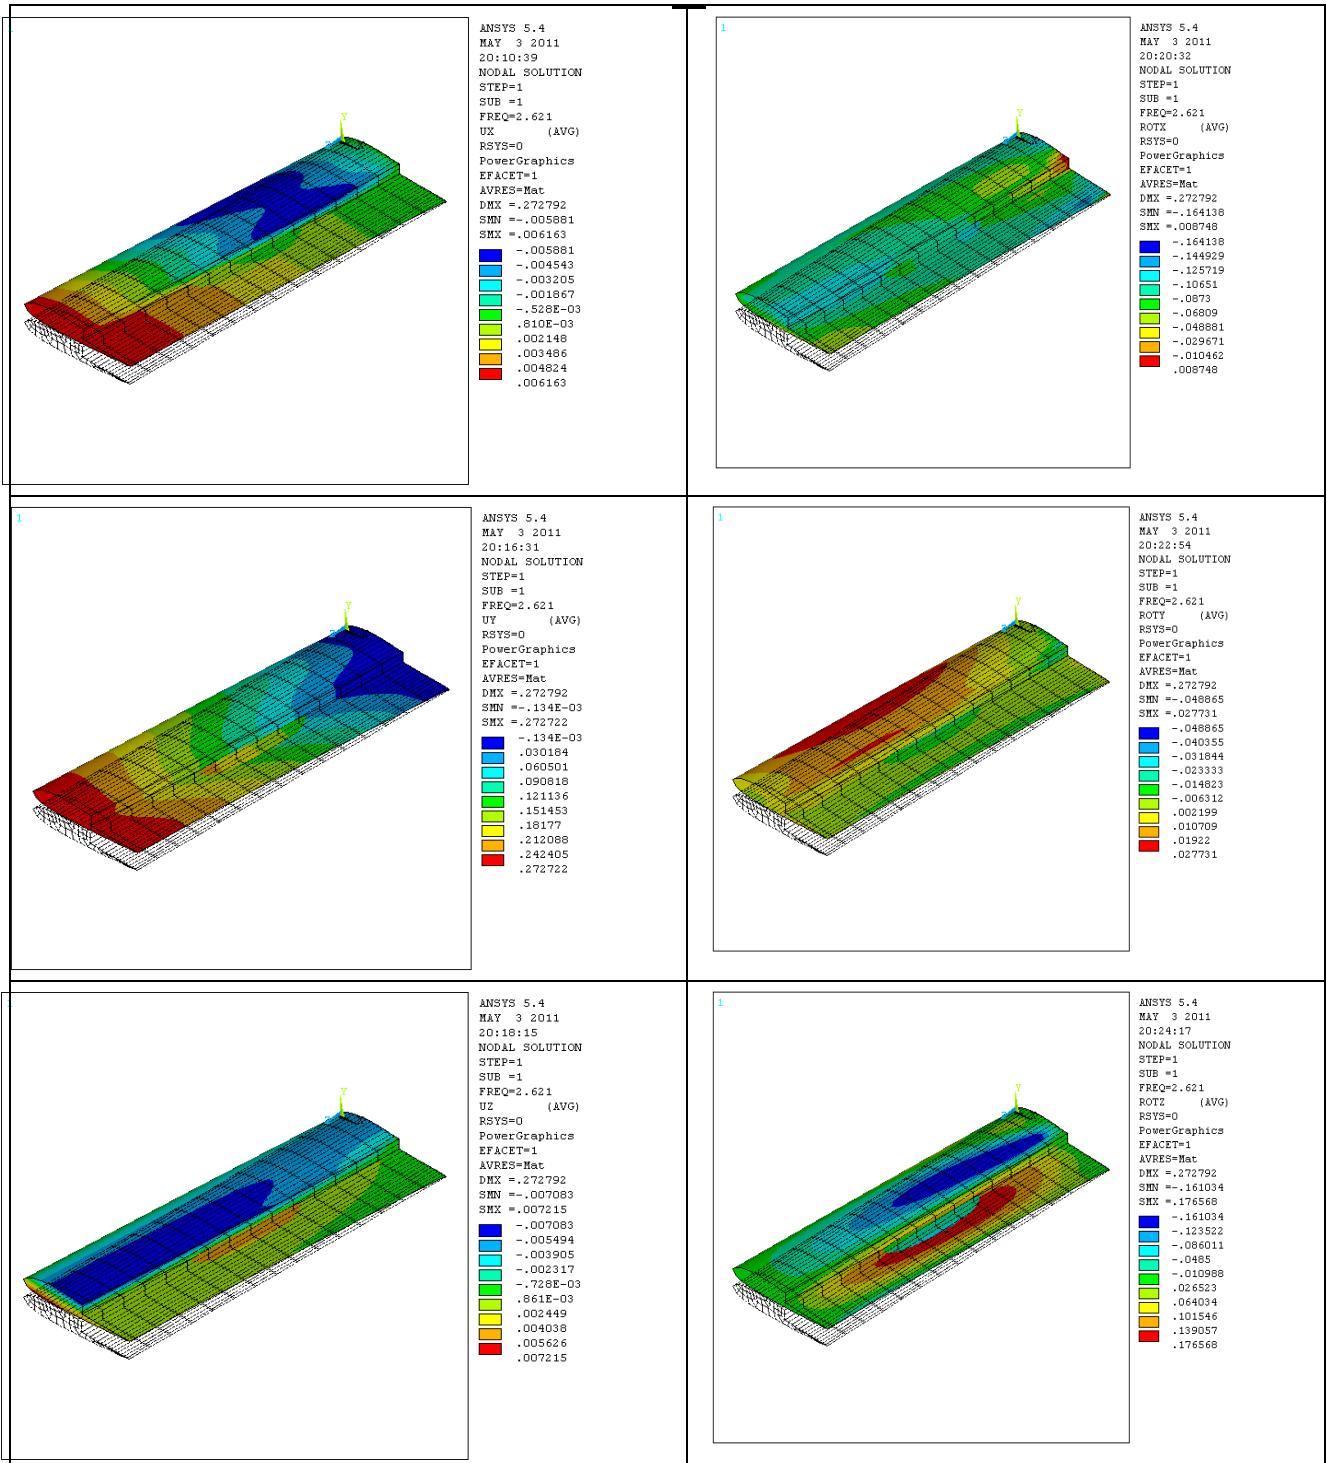 1
ANSYS 5.4
MAY  3 2011
20:10:39
NODAL SOLUTION
STEP=1
SUB =1
FREQ=2.621
UX (AVG)
RSYS=0
PowerGraphics
EFACET=1
AVRES=Mat
DMX =.272792
SMN =-.005881
SMX =.006163
-.005881
-.004543
-.003205
-.001867
-.528E-03
.810E-03
.002148
.003486
.004824
.006163
Y
Z
1
ANSYS 5.4
MAY  3 2011
20:20:32
NODAL SOLUTION
STEP=1
SUB =1
FREQ=2.621
ROTX (AVG)
RSYS=0
PowerGraphics
EFACET=1
AVRES=Mat
DMX =.272792
SMN =-.164138
SMX =.008748
-.164138
-.144929
-.125719
-.10651
-.0873
-.06809
-.048881
-.029671
-.010462
.008748
Y
Z
1
ANSYS 5.4
MAY  3 2011
20:16:31
NODAL SOLUTION
STEP=1
SUB =1
FREQ=2.621
UY (AVG)
RSYS=0
PowerGraphics
EFACET=1
AVRES=Mat
DMX =.272792
SMN =-.134E-03
SMX =.272722
-.134E-03
.030184
.060501
.090818
.121136
.151453
.18177
.212088
.242405
.272722
Y
Z
1
ANSYS 5.4
MAY  3 2011
20:22:54
NODAL SOLUTION
STEP=1
SUB =1
FREQ=2.621
ROTY (AVG)
RSYS=0
PowerGraphics
EFACET=1
AVRES=Mat
DMX =.272792
SMN =-.048865
SMX =.027731
-.048865
-.040355
-.031844
-.023333
-.014823
-.006312
.002199
.010709
.01922
.027731
Y
Z
1
ANSYS 5.4
MAY  3 2011
20:18:15
NODAL SOLUTION
STEP=1
SUB =1
FREQ=2.621
UZ (AVG)
RSYS=0
PowerGraphics
EFACET=1
AVRES=Mat
DMX =.272792
SMN =-.007083
SMX =.007215
-.007083
-.005494
-.003905
-.002317
-.728E-03
.861E-03
.002449
.004038
.005626
.007215
Y
Z
1
ANSYS 5.4
MAY  3 2011
20:24:17
NODAL SOLUTION
STEP=1
SUB =1
FREQ=2.621
ROTZ (AVG)
RSYS=0
PowerGraphics
EFACET=1
AVRES=Mat
DMX =.272792
SMN =-.161034
SMX =.176568
-.161034
-.123522
-.086011
-.0485
-.010988
.026523
.064034
.101546
.139057
.176568
Y
Z